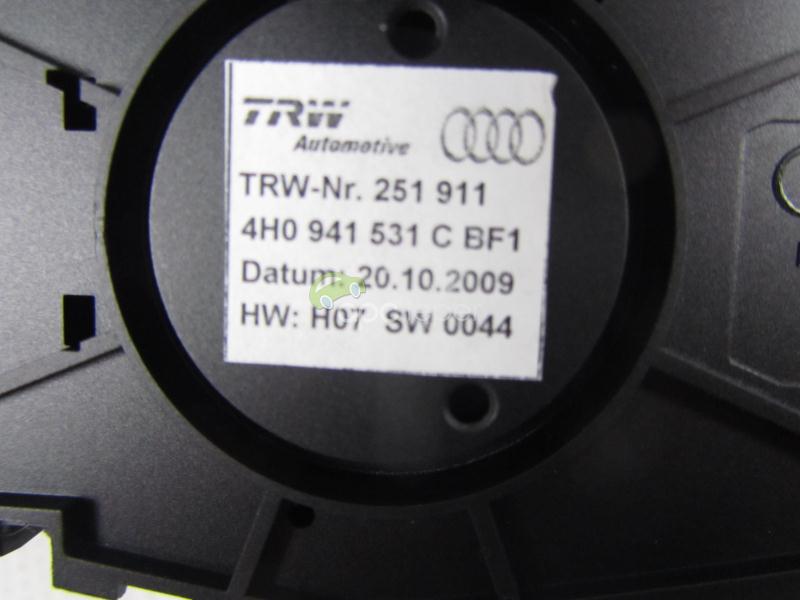 TRW
Automotive
TRW-Nr. 251 911
4H0 941 531 C BF1
Datum: 20.10.2009
HW: H07 SW 0044